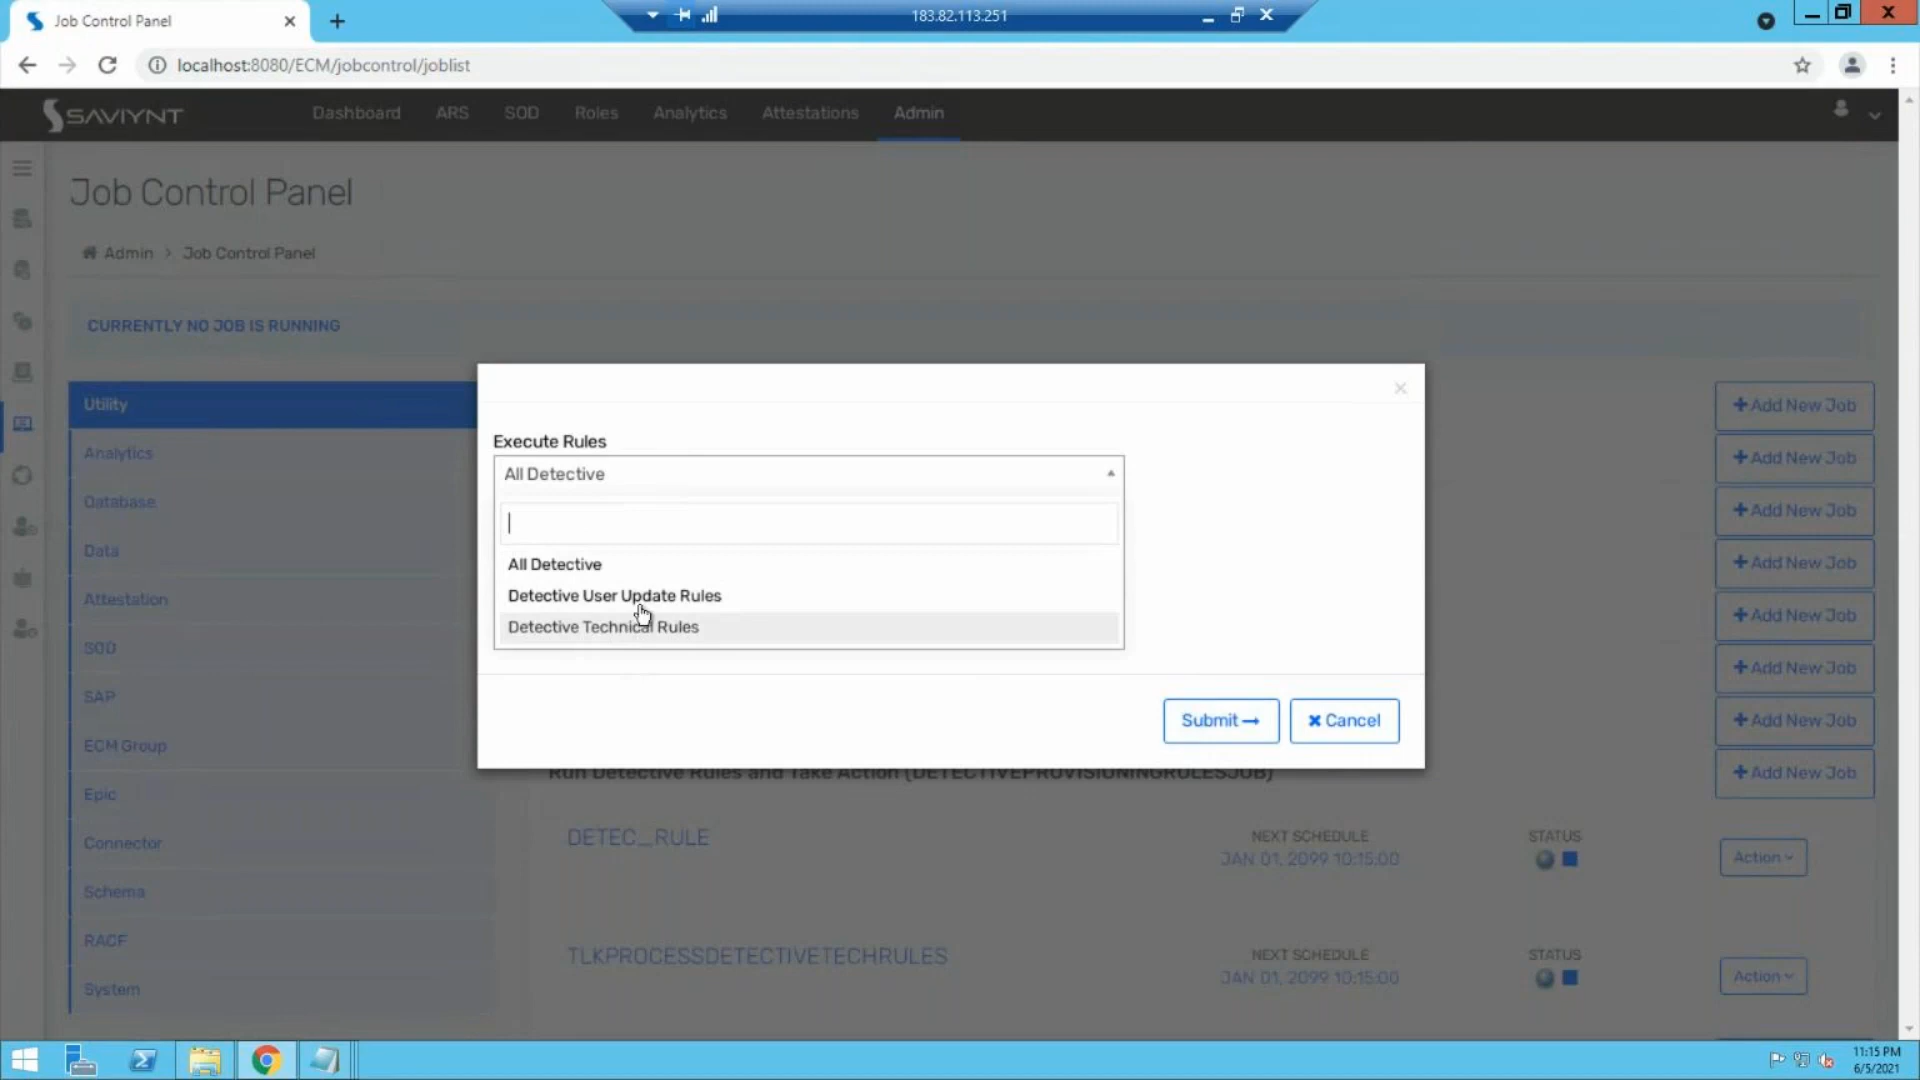 Job Control Panel
183.82.113.251
localhost:8080/ECM/jobcontrol/joblist
SAVIYNT
Dashboard
ARS
SOD
Roles
Analytics
Attestations
Admin
Job Control Panel
Admin > Job Control Panel
CURRENTLY NO JOB IS RUNNING
Utility
Analytics
Database
Data
Attestation
SOD
SAP
ECM Group
Epic
Connector
Schema
RACF
System
Execute Rules
All Detective
All Detective
Detective User Update Rules
Detective Technical Rules
Submit
Cancel
Add New Job
Add New Job
Add New Job
Add New Job
Add New Job
Add New Job
Add New Job
Add New Job
Run Detective Rules and Take Action (DETECTIVEPROVISIONINGRULESJOB)
DETEC_RULE
NEXT SCHEDULE
JAN 01, 2099 10:15:00
STATUS
Action
TLKPROCESSDETECTIVETECHRULES
NEXT SCHEDULE
JAN 01, 2099 10:15:00
STATUS
Action
11:15 PM
6/5/2021